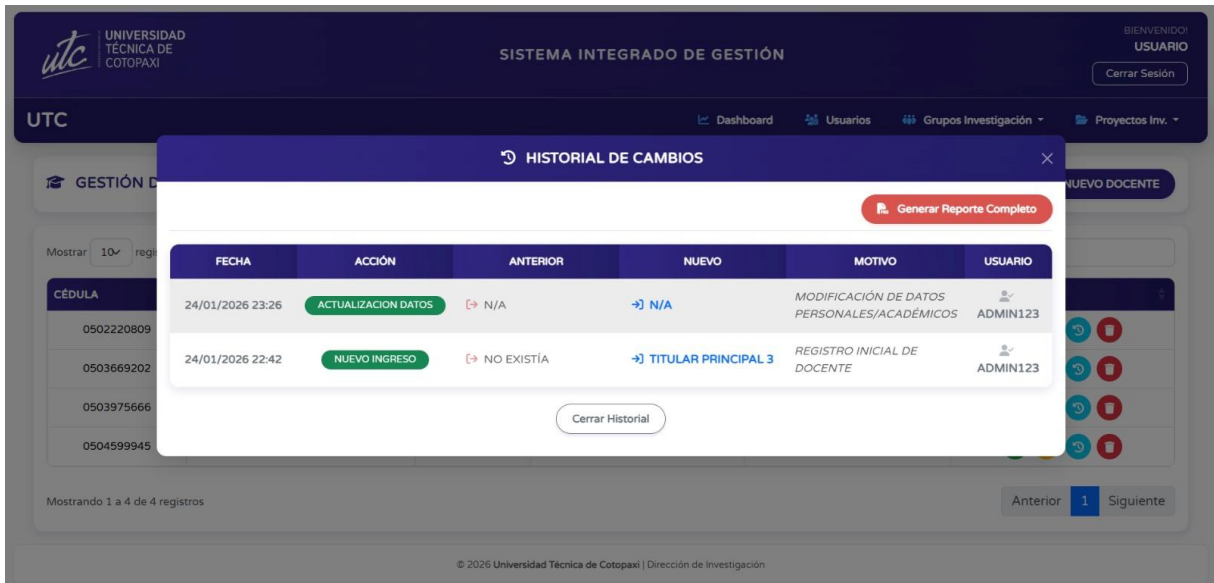 UNIVERSIDAD
TÉCNICA DE
COTOPAXI
utc
SISTEMA INTEGRADO DE GESTIÓN
BIENVENIDO!
USUARIO
Cerrar Sesión
UTC
Dashboard Usuarios Grupos Investigación Proyectos Inv.
HISTORIAL DE CAMBIOS
GESTIÓN D
NUEVO DOCENTE
Generar Reporte Completo
Mostrar 10 regi
FECHA ACCIÓN ANTERIOR NUEVO MOTIVO USUARIO
CÉDULA
24/01/2026 23:26 ACTUALIZACION DATOS N/A N/A MODIFICACIÓN DE DATOS
PERSONALES/ACADÉMICOS ADMIN123
0502220809
24/01/2026 22:42 NUEVO INGRESO NO EXISTÍA TITULAR PRINCIPAL 3 REGISTRO INICIAL DE
DOCENTE ADMIN123
0503669202
0503975666
Cerrar Historial
0504599945
Mostrando 1 a 4 de 4 registros
Anterior 1 Siguiente
© 2026 Universidad Técnica de Cotopaxi | Dirección de Investigación